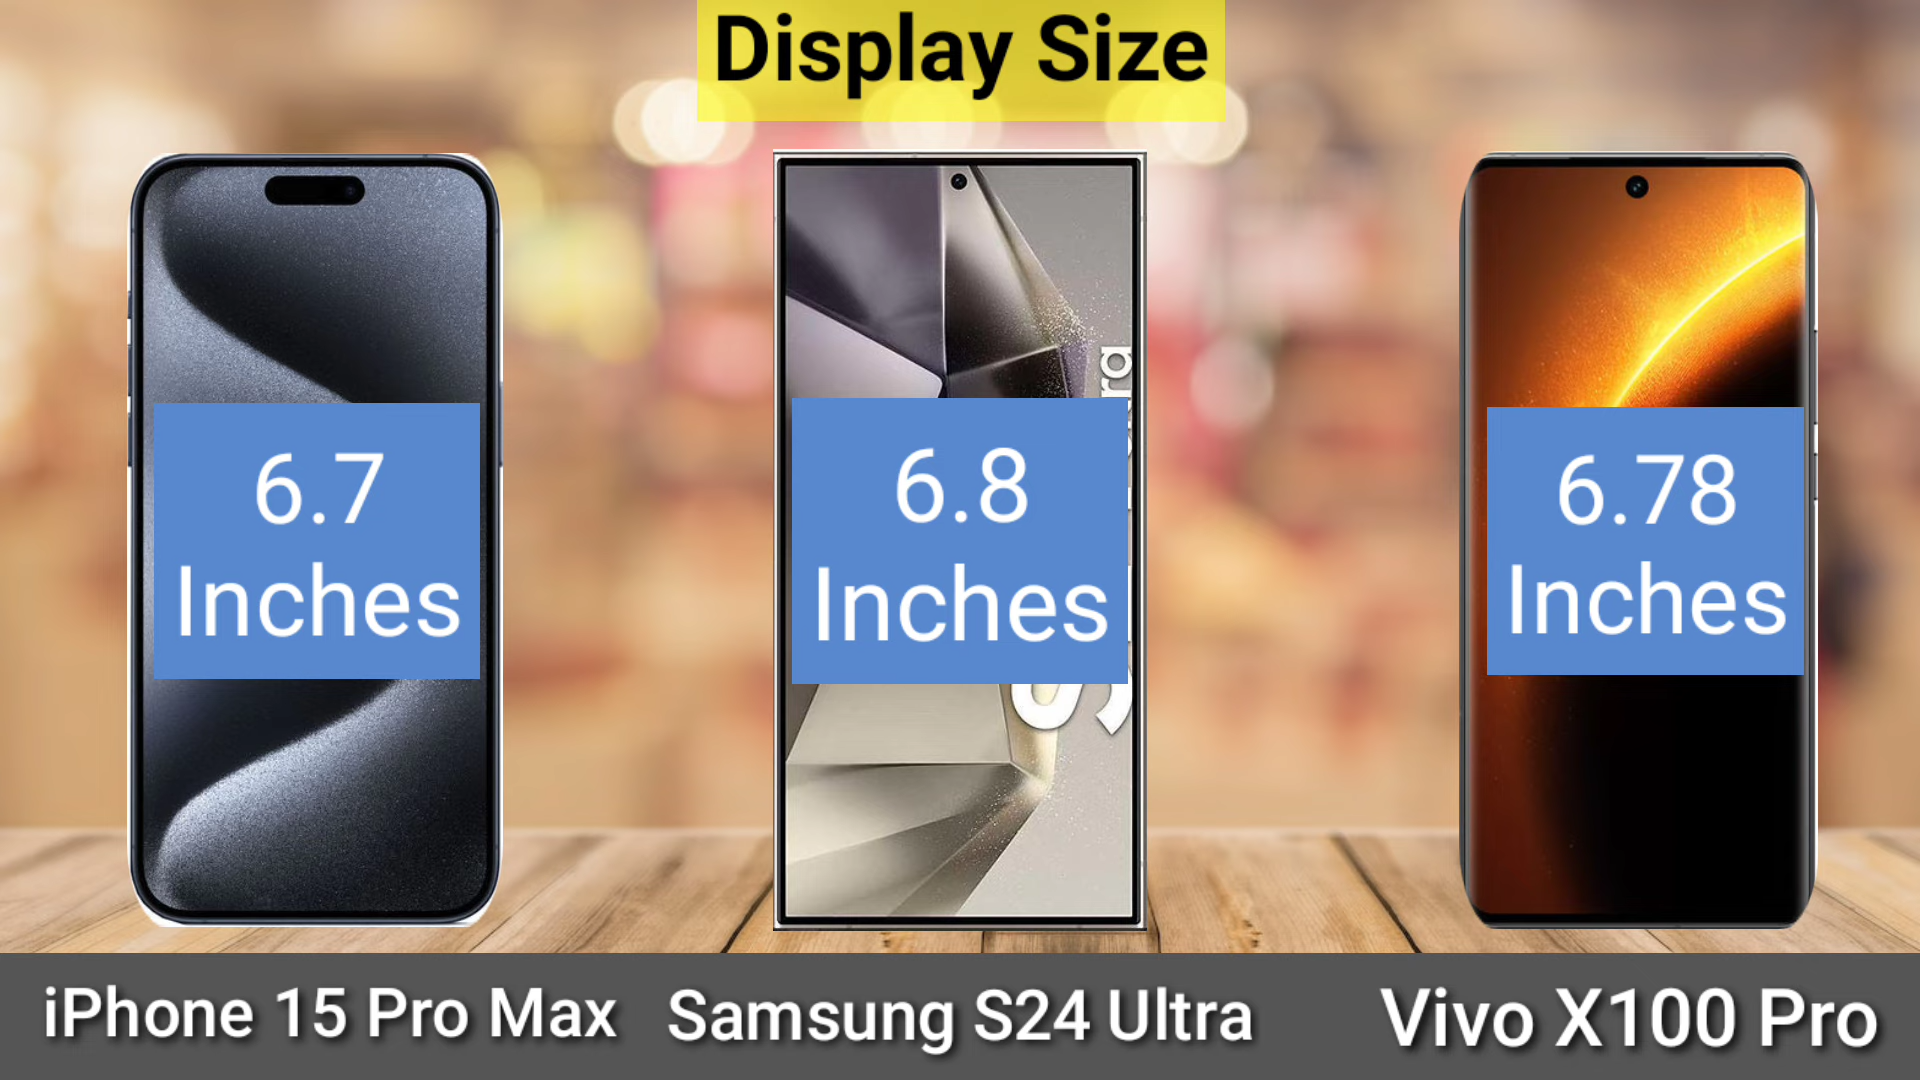 Display Size
6.7
Inches
6.8
Inches
6.78
Inches
iPhone 15 Pro Max
Samsung S24 Ultra
Vivo X100 Pro